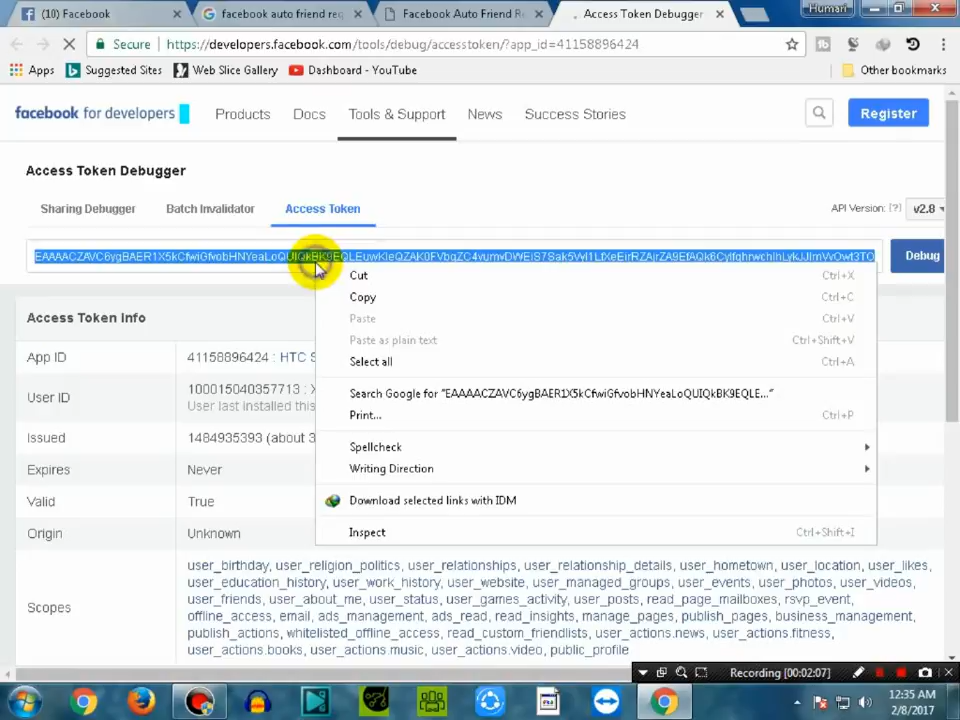 (10) Facebook
facebook auto friend req
Facebook Auto Friend R
Access Token Debugger
Humari
Secure
https://developers.facebook.com/tools/debug/accesstoken/?app_id=41158896424
Apps
Suggested Sites
Web Slice Gallery
Dashboard - YouTube
Other bookmarks
facebook for developers
Products
Docs
Tools & Support
News
Success Stories
Register
Access Token Debugger
Sharing Debugger
Batch Invalidator
Access Token
API Version: [?]
v2.8
Debug
Cut Ctrl+X
Copy Ctrl+C
Paste Ctrl+V
Paste as plain text Ctrl+Shift+V
Select all Ctrl+A
Search Google for "EAAAACZAVC6ygBAER1X5kCfwiGfvobHNYeaLoQUIQkBK9EQLE..."
Print... Ctrl+P
Spellcheck
Writing Direction
Download selected links with IDM
Inspect Ctrl+Shift+I
Access Token Info
App ID 41158896424 : HTC S
User ID 100015040357713 : X
User last installed this
Issued 1484935393 (about 3
Expires Never
Valid True
Origin Unknown
Scopes
user_birthday, user_religion_politics, user_relationships, user_relationship_details, user_hometown, user_location, user_likes,
user_education_history, user_work_history, user_website, user_managed_groups, user_events, user_photos, user_videos,
user_friends, user_about_me, user_status, user_games_activity, user_posts, read_page_mailboxes, rsvp_event,
offline_access, email, ads_management, ads_read, read_insights, manage_pages, publish_pages, business_management,
publish_actions, whitelisted_offline_access, read_custom_friendlists, user_actions.news, user_actions.fitness,
user_actions.books, user_actions.music, user_actions.video, public_profile
Recording [00:02:07]
12:35 AM
2/8/2017